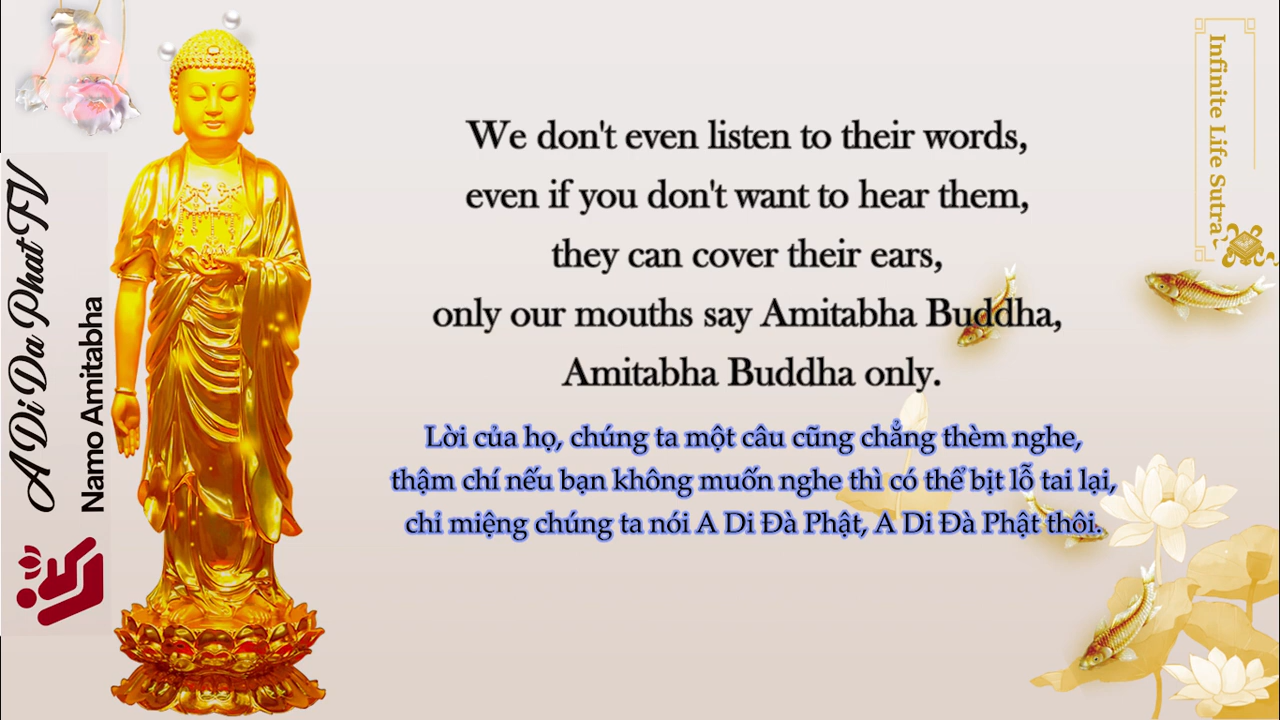 A Di Da Phat TV
Namo Amitabha
Infinite Life Sutra
We don't even listen to their words,
even if you don't want to hear them,
they can cover their ears,
only our mouths say Amitabha Buddha,
Amitabha Buddha only.
Lời của họ, chúng ta một câu cũng chẳng thèm nghe,
thậm chí nếu bạn không muốn nghe thì có thể bịt lỗ tai lại,
chỉ miệng chúng ta nói A Di Đà Phật, A Di Đà Phật thôi.